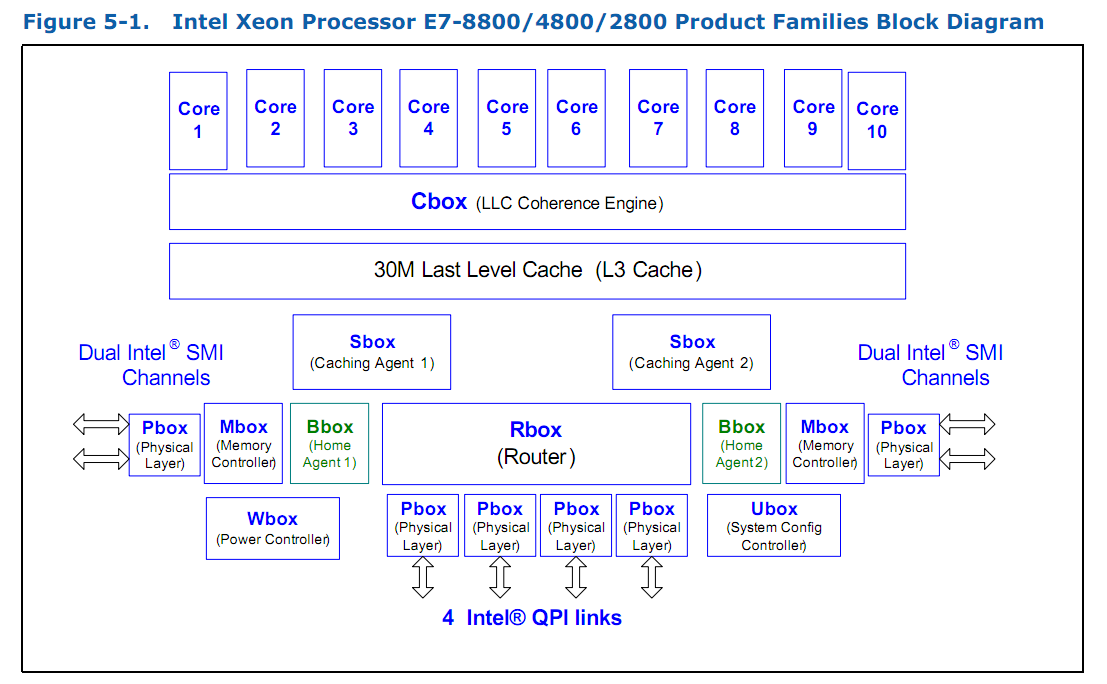 Figure 5-1. Intel Xeon Processor E7-8800/4800/2800 Product Families Block Diagram
Core 1
Core 2
Core 3
Core 4
Core 5
Core 6
Core 7
Core 8
Core 9
Core 10
Cbox (LLC Coherence Engine)
30M Last Level Cache (L3 Cache)
Sbox
(Caching Agent 1)
Sbox
(Caching Agent 2)
Dual Intel® SMI
Channels
Dual Intel® SMI
Channels
Pbox
(Physical
Layer)
Mbox
(Memory
Controller)
Bbox
(Home
Agent 1)
Rbox
(Router)
Bbox
(Home
Agent 2)
Mbox
(Memory
Controller)
Pbox
(Physical
Layer)
Wbox
(Power Controller)
Pbox
(Physical
Layer)
Pbox
(Physical
Layer)
Pbox
(Physical
Layer)
Pbox
(Physical
Layer)
Ubox
(System Config
Controller)
4 Intel® QPI links